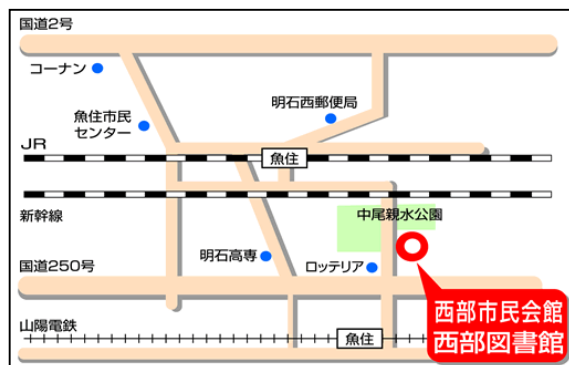 国道2号
コーナン
明石西郵便局
魚住市民
センター
JR
魚住
新幹線
中尾親水公園
明石高専
ロッテリア
国道250号
西部市民会館
西部図書館
山陽電鉄
魚住